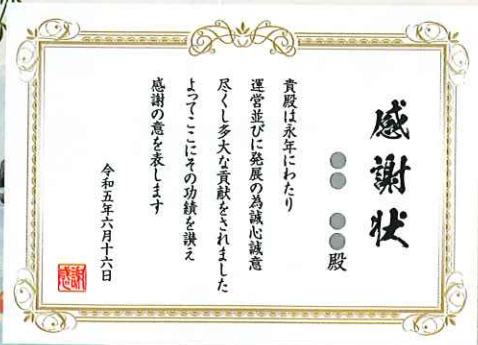 感謝状
●● ●●殿
貴殿は永年にわたり
運営並びに発展の為誠心誠意
尽くし多大な貢献をされました
よってここにその功績を讃え
感謝の意を表します
令和五年六月十六日
感謝